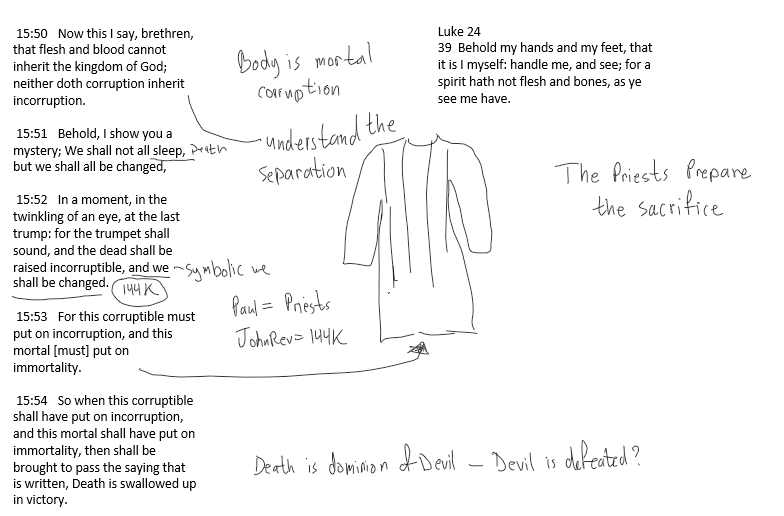 15:50 Now this I say, brethren,
that flesh and blood cannot
inherit the kingdom of God;
neither doth corruption inherit
incorruption.
15:51 Behold, I show you a
mystery; We shall not all sleep, Death
but we shall all be changed,
15:52 In a moment, in the
twinkling of an eye, at the last
trump: for the trumpet shall
sound, and the dead shall be
raised incorruptible, and we
shall be changed. 144K
15:53 For this corruptible must
put on incorruption, and this
mortal [must] put on
immortality.
15:54 So when this corruptible
shall have put on incorruption,
and this mortal shall have put on
immortality, then shall be
brought to pass the saying that
is written, Death is swallowed up
in victory.
Body is mortal
corruption
understand the
separation
symbolic we
Paul = Priests
JohnRev = 144K
Death is dominion of Devil - Devil is defeated?
Luke 24
39 Behold my hands and my feet, that
it is I myself: handle me, and see; for a
spirit hath not flesh and bones, as ye
see me have.
The Priests Prepare
the sacrifice